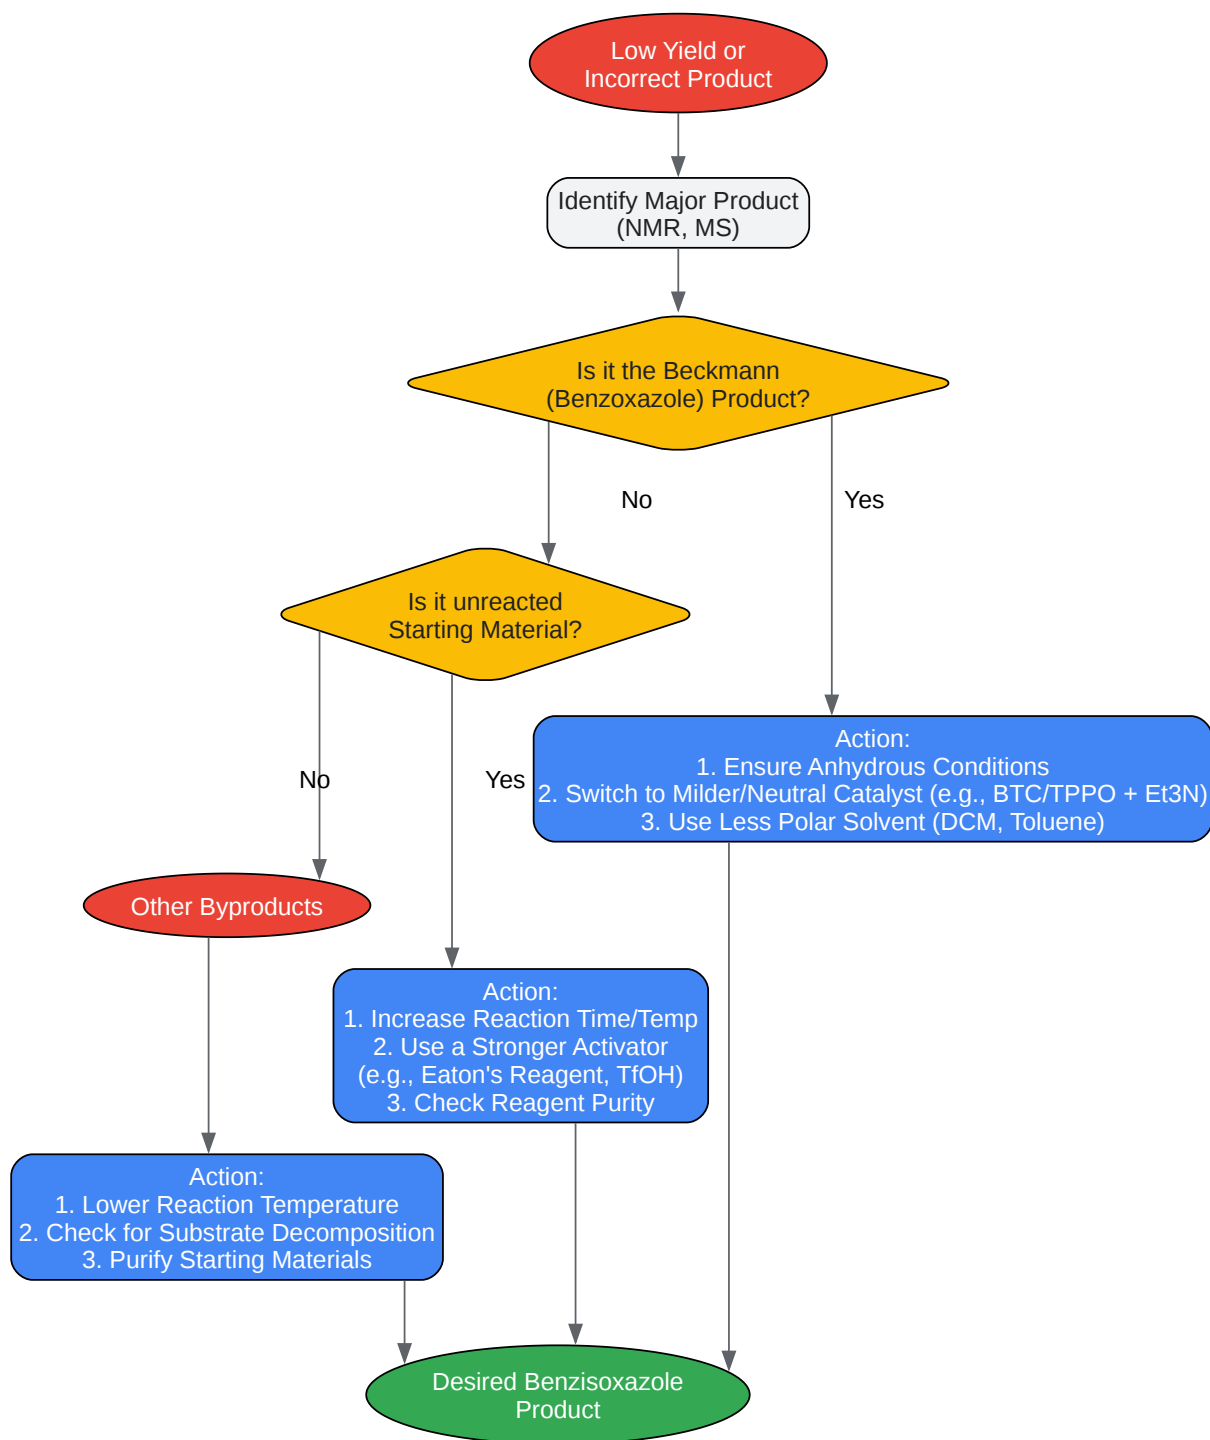 Low Yield or
Incorrect Product
Identify Major Product
(NMR, MS)
Is it the Beckmann
(Benzoxazole) Product?
No
Yes
Is it unreacted
Starting Material?
No
Yes
Action:
1. Ensure Anhydrous Conditions
2. Switch to Milder/Neutral Catalyst (e.g., BTC/TPPO + Et3N)
3. Use Less Polar Solvent (DCM, Toluene)
Other Byproducts
Action:
1. Increase Reaction Time/Temp
2. Use a Stronger Activator
(e.g., Eaton's Reagent, TfOH)
3. Check Reagent Purity
Action:
1. Lower Reaction Temperature
2. Check for Substrate Decomposition
3. Purify Starting Materials
Desired Benzisoxazole
Product